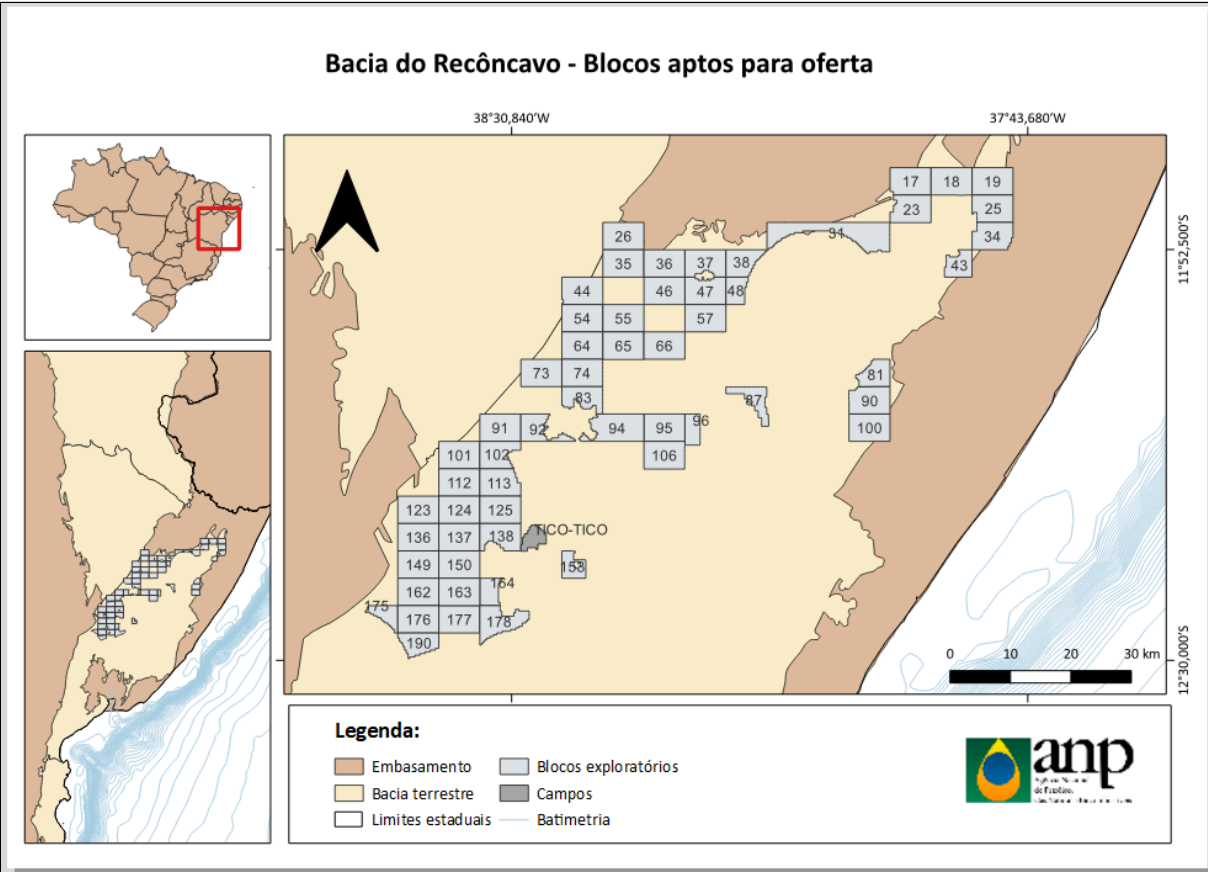 Bacia do Recôncavo - Blocos aptos para oferta
38°30,840'W 37°43,680'W
17 18 19
23 25
26 31 34
35 36 37 38 43
44 46 47 48
54 55 57
64 65 66
73 74 81
83 87 90
91 92 94 95 96 100
101 102 106
112 113
123 124 125
136 137 138 TICO-TICO
149 150 153
162 163 164
175 176 177 178
190
11°52,500'S
12°30,000'S
0 10 20 30 km
Legenda:
Embasamento Blocos exploratórios
Bacia terrestre Campos
Limites estaduais Batimetria
anp
Agência Nacional
do Petróleo,